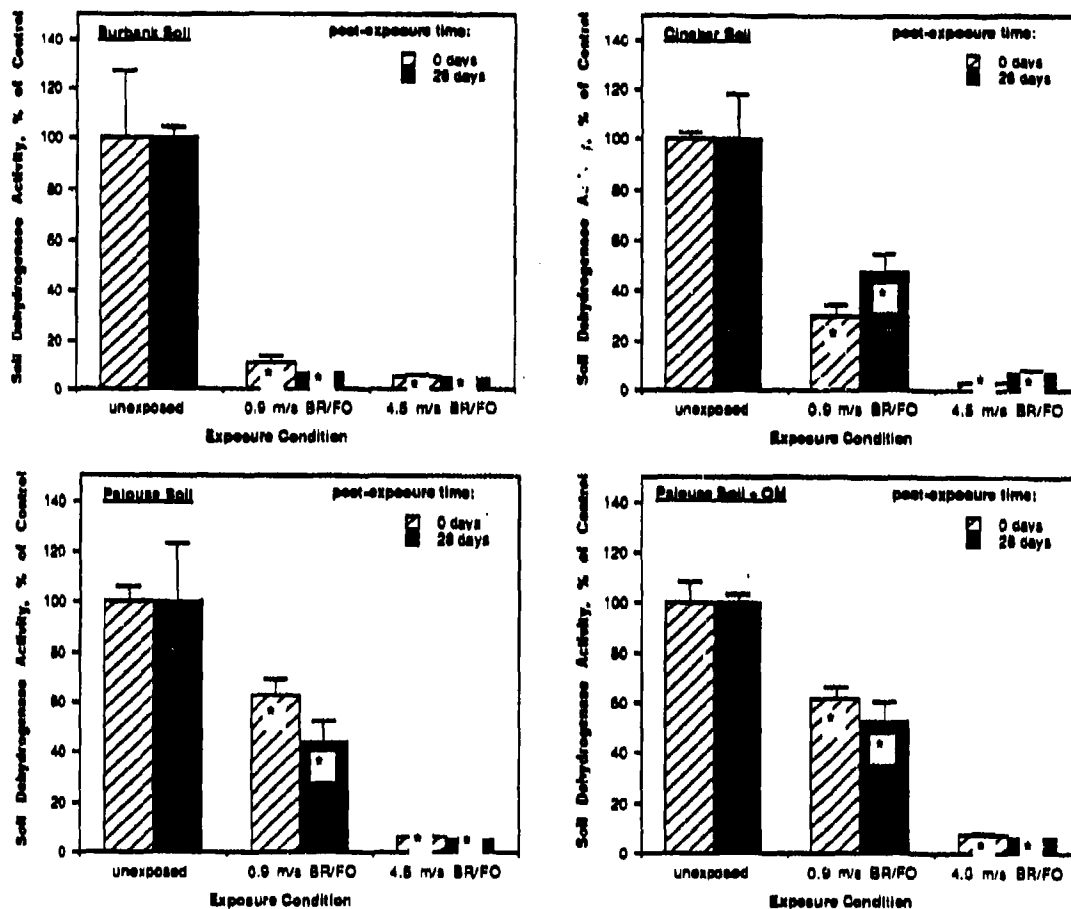 Burbank Soil
post-exposure time:
0 days
28 days
Soil Dehydrogenase Activity, % of Control
140
120
100
80
60
40
20
0
* * * *
unexposed 0.9 m/s BR/FO 4.5 m/s BR/FO
Exposure Condition
Cinebar Soil
post-exposure time:
0 days
28 days
Soil Dehydrogenase % of Control
140
120
100
80
60
40
20
0
* * * *
unexposed 0.9 m/s BR/FO 4.5 m/s BR/FO
Exposure Condition
Palouse Soil
post-exposure time:
0 days
28 days
Soil Dehydrogenase Activity, % of Control
140
120
100
80
60
40
20
0
* * * *
unexposed 0.9 m/s BR/FO 4.5 m/s BR/FO
Exposure Condition
Palouse Soil + OM
post-exposure time:
0 days
28 days
Soil Dehydrogenase Activity, % of Control
140
120
100
80
60
40
20
0
* * * *
unexposed 0.9 m/s BR/FO m/s BR/FO
Exposure Condition